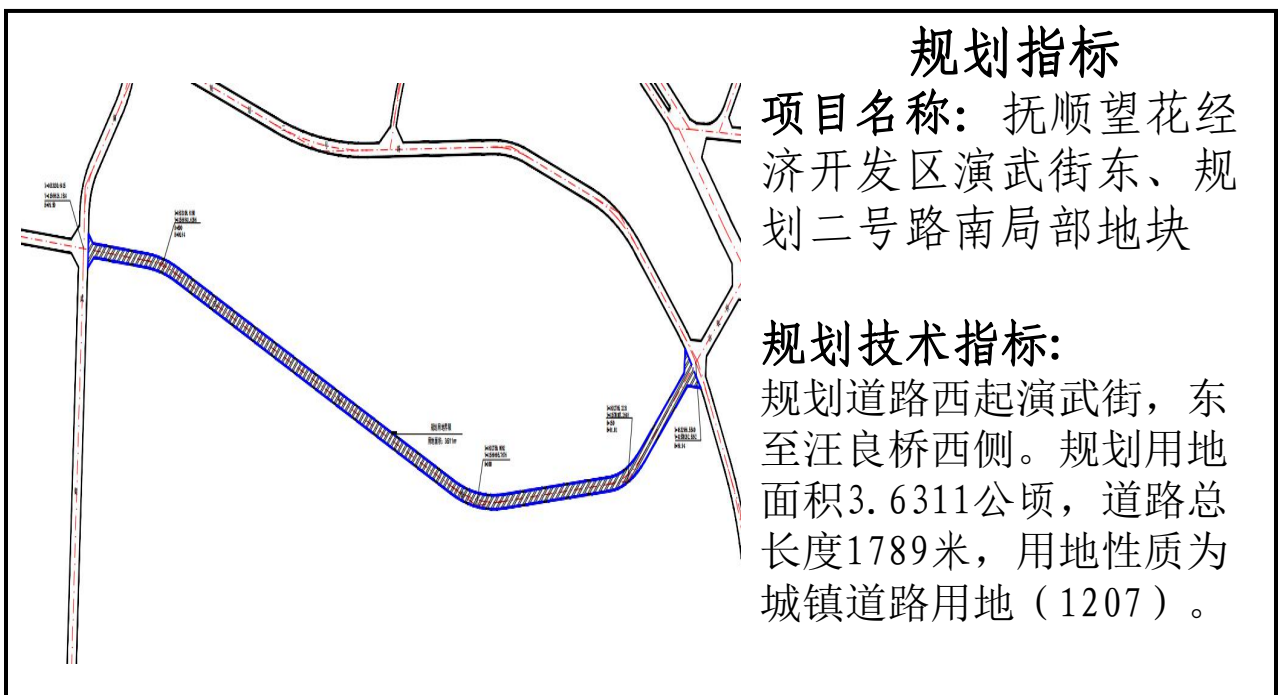 规划指标
项目名称：抚顺望花经
济开发区演武街东、规
划二号路南局部地块
规划技术指标:
规划道路西起演武街，东
至汪良桥西侧。规划用地
面积3.6311公顷，道路总
长度1789米，用地性质为
城镇道路用地（1207）。